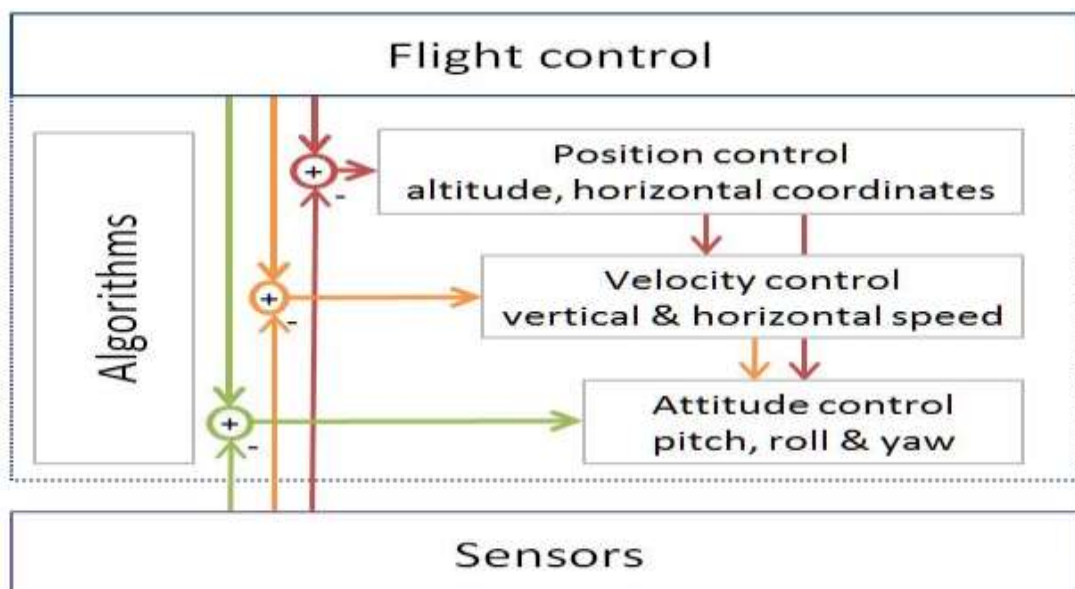 Flight control
Algorithms
+
-
Position control
altitude, horizontal coordinates
+
-
Velocity control
vertical & horizontal speed
+
-
Attitude control
pitch, roll & yaw
Sensors